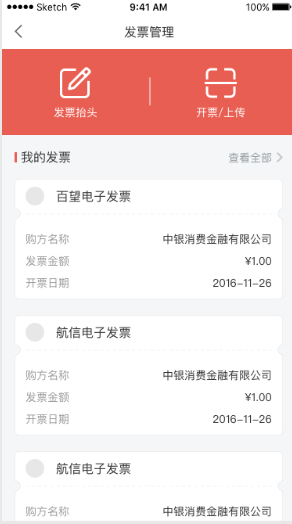 Sketch 9:41 AM 100%
发票管理
发票抬头 开票/上传
我的发票 查看全部
百望电子发票
购方名称 中银消费金融有限公司
发票金额 ¥1.00
开票日期 2016-11-26
航信电子发票
购方名称 中银消费金融有限公司
发票金额 ¥1.00
开票日期 2016-11-26
航信电子发票
购方名称 中银消费金融有限公司